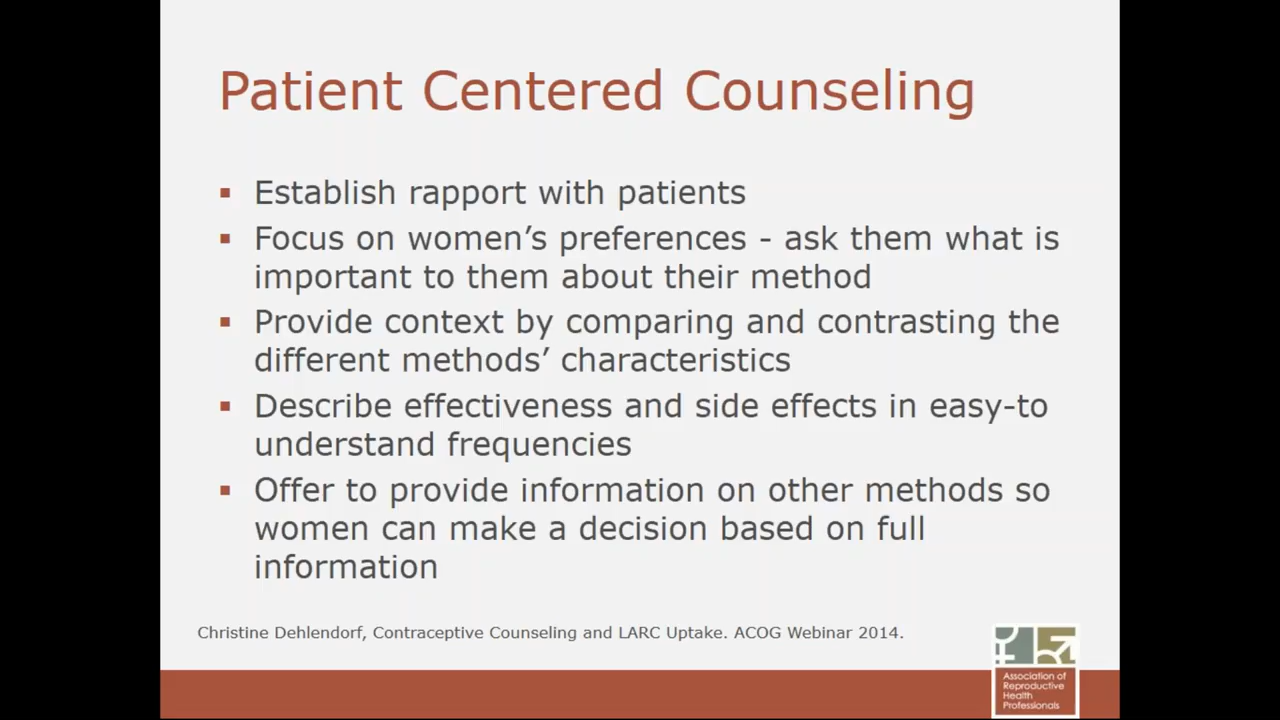 Patient Centered Counseling
▪ Establish rapport with patients
▪ Focus on women’s preferences - ask them what is
important to them about their method
▪ Provide context by comparing and contrasting the
different methods’ characteristics
▪ Describe effectiveness and side effects in easy-to
understand frequencies
▪ Offer to provide information on other methods so
women can make a decision based on full
information
Christine Dehlendorf, Contraceptive Counseling and LARC Uptake. ACOG Webinar 2014.
Association of
Reproductive
Health
Professionals